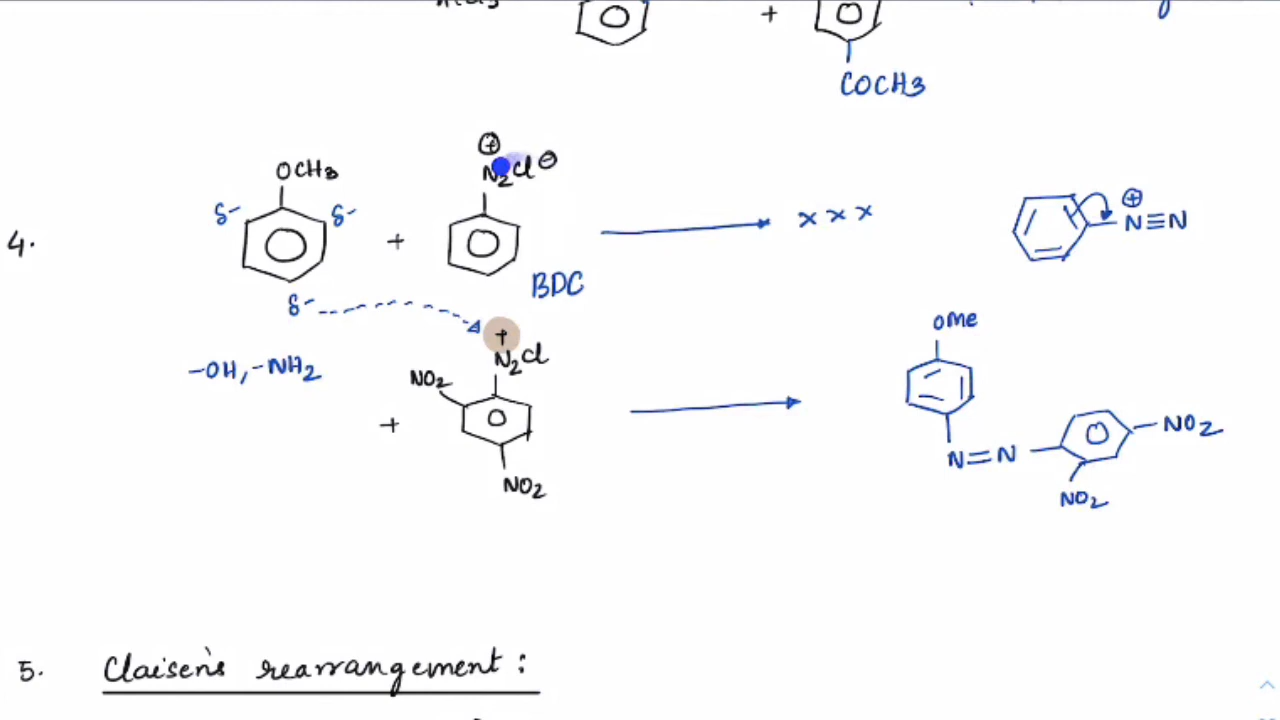 +
COCH3
4.
OCH3
δ-
δ-
δ-
+
⊕
N2Cl⊖
BDC
x x x
⊕
N≡N
-OH, -NH2
+
+
N2Cl
NO2
NO2
OMe
N=N
NO2
NO2
5. Claisen's rearrangement: